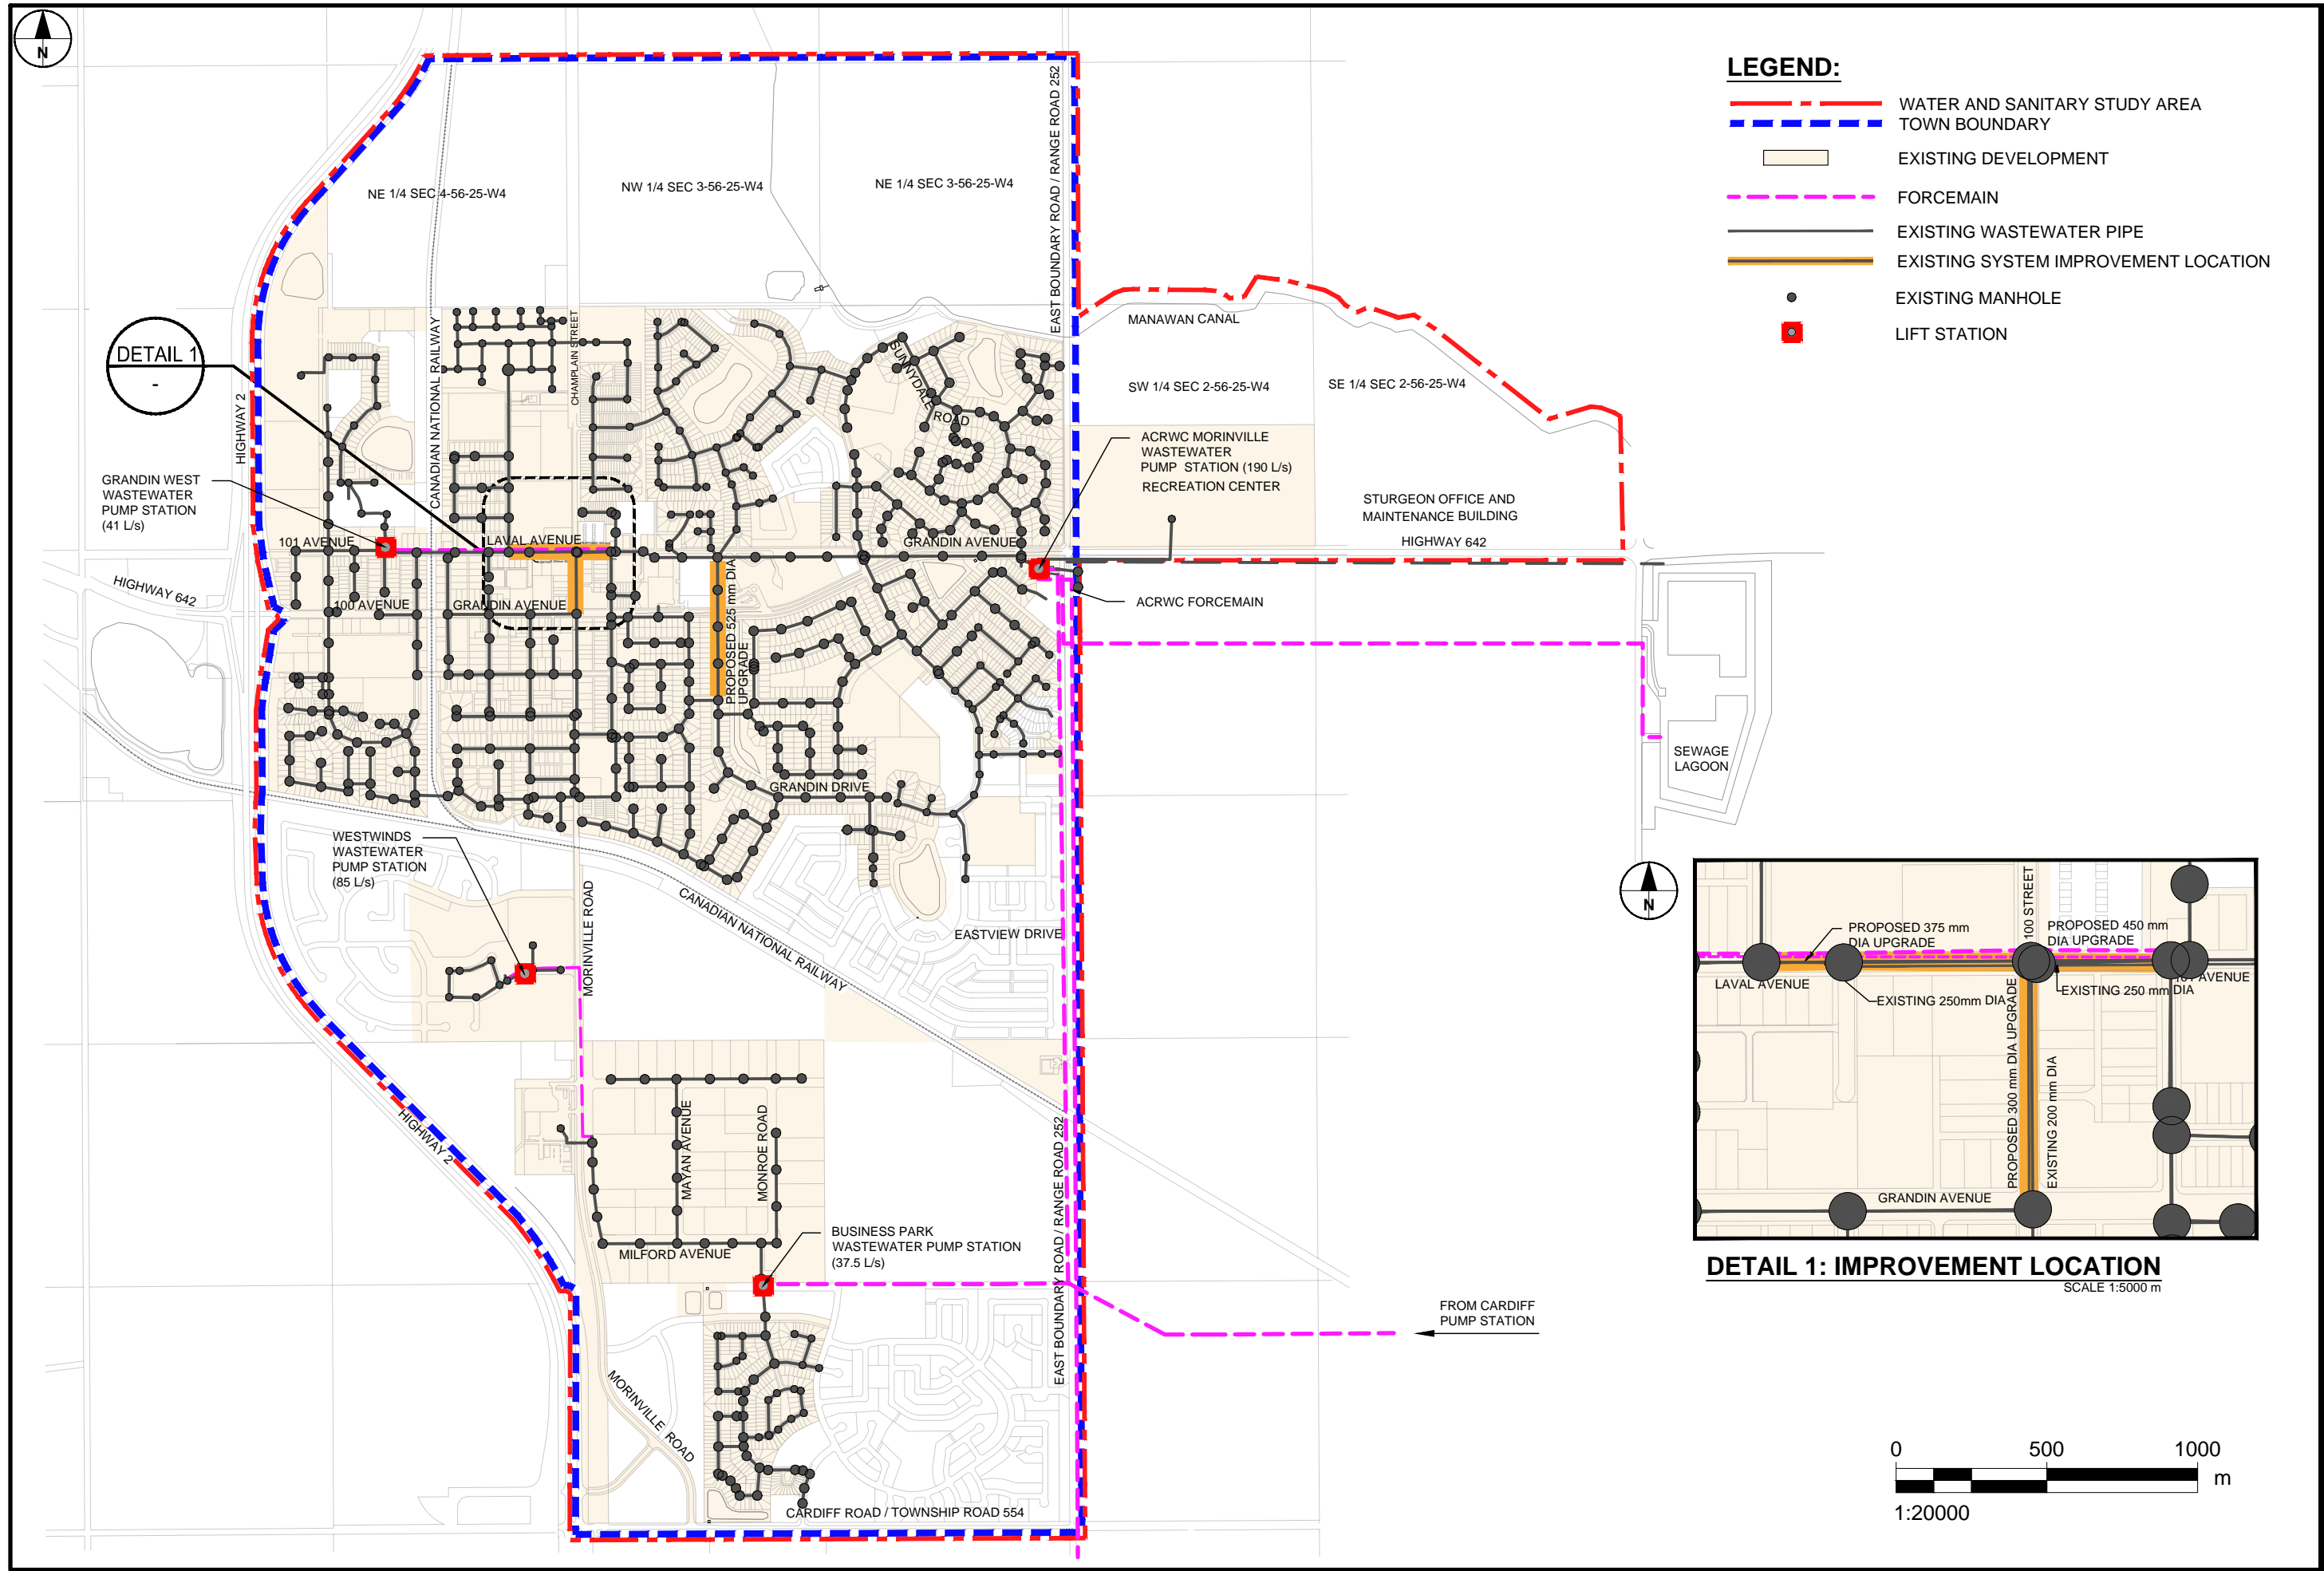 N
LEGEND:
WATER AND SANITARY STUDY AREA
TOWN BOUNDARY
EXISTING DEVELOPMENT
FORCEMAIN
EXISTING WASTEWATER PIPE
EXISTING SYSTEM IMPROVEMENT LOCATION
EXISTING MANHOLE
LIFT STATION
NE 1/4 SEC 4-56-25-W4
NW 1/4 SEC 3-56-25-W4
NE 1/4 SEC 3-56-25-W4
EAST BOUNDARY ROAD / RANGE ROAD 252
MANAWAN CANAL
SW 1/4 SEC 2-56-25-W4
SE 1/4 SEC 2-56-25-W4
DETAIL 1
-
HIGHWAY 2
CANADIAN NATIONAL RAILWAY
CHAMPLAIN STREET
SUNNYDALE
ROAD
ACRWC MORINVILLE
WASTEWATER
PUMP STATION (190 L/s)
RECREATION CENTER
STURGEON OFFICE AND
MAINTENANCE BUILDING
HIGHWAY 642
GRANDIN WEST
WASTEWATER
PUMP STATION
(41 L/s)
101 AVENUE
LAVAL AVENUE
GRANDIN AVENUE
HIGHWAY 642
100 AVENUE
GRANDIN AVENUE
ACRWC FORCEMAIN
PROPOSED 525 mm DIA
UPGRADE
SEWAGE
LAGOON
GRANDIN DRIVE
WESTWINDS
WASTEWATER
PUMP STATION
(85 L/s)
MORINVILLE ROAD
CANADIAN NATIONAL RAILWAY
EASTVIEW DRIVE
HIGHWAY 2
MAYAN AVENUE
MONROE ROAD
EAST BOUNDARY ROAD / RANGE ROAD 252
MILFORD AVENUE
BUSINESS PARK
WASTEWATER PUMP STATION
(37.5 L/s)
FROM CARDIFF
PUMP STATION
MORINVILLE ROAD
CARDIFF ROAD / TOWNSHIP ROAD 554
N
100 STREET
PROPOSED 375 mm
DIA UPGRADE
PROPOSED 450 mm
DIA UPGRADE
LAVAL AVENUE
EXISTING 250mm DIA
EXISTING 250 mm DIA
AVENUE
PROPOSED 300 mm DIA UPGRADE
EXISTING 200 mm DIA
GRANDIN AVENUE
DETAIL 1: IMPROVEMENT LOCATION
SCALE 1:5000 m
0 500 1000
m
1:20000